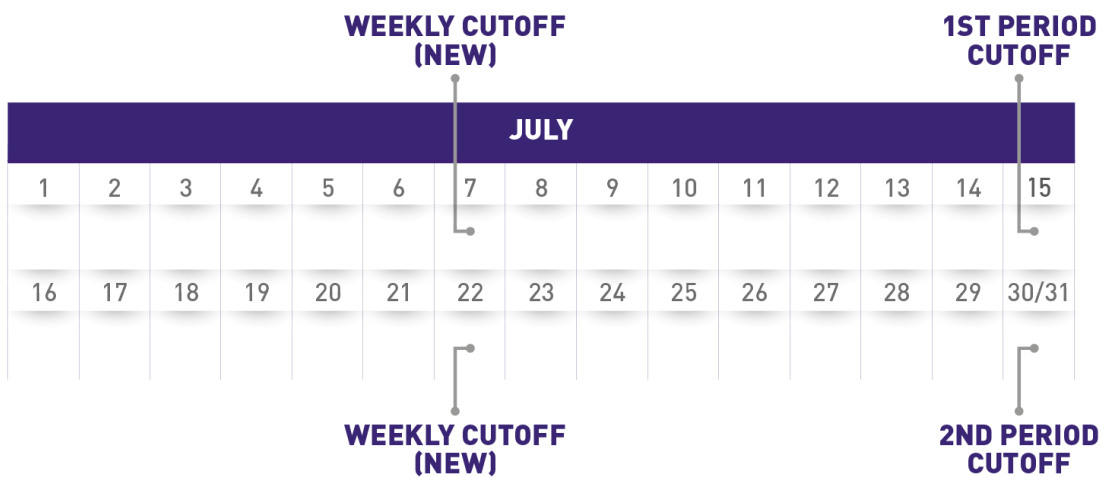 WEEKLY CUTOFF
(NEW)
1ST PERIOD
CUTOFF
JULY
1 2 3 4 5 6 7 8 9 10 11 12 13 14 15
16 17 18 19 20 21 22 23 24 25 26 27 28 29 30/31
WEEKLY CUTOFF
(NEW)
2ND PERIOD
CUTOFF